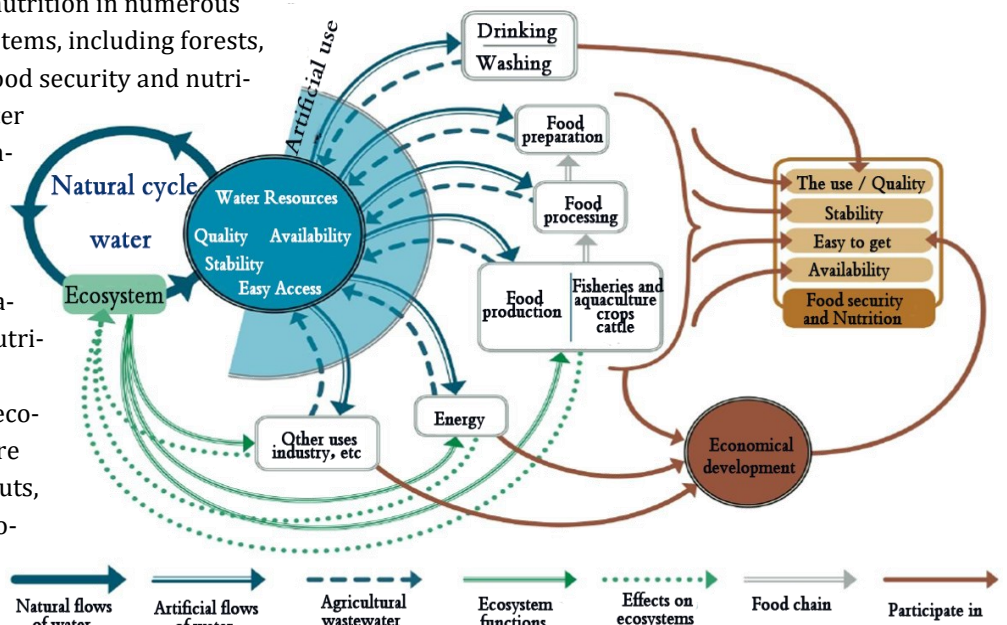 nutrition in numerous
tems, including forests,
ood security and nutri-
er
n-
a-
utri-
eco-
re
uts,
o-
Artificial use
Drinking
Washing
Food
preparation
Food
processing
Food
production
Fisheries and
aquaculture
crops
cattle
Natural cycle
water
Water Resources
Quality Availability
Stability
Easy Access
Ecosystem
Other uses
industry, etc
Energy
The use / Quality
Stability
Easy to get
Availability
Food security
and Nutrition
Economical
development
Natural flows
of water
Artificial flows
of water
Agricultural
wastewater
Ecosystem
functions
Effects on
ecosystems
Food chain
Participate in